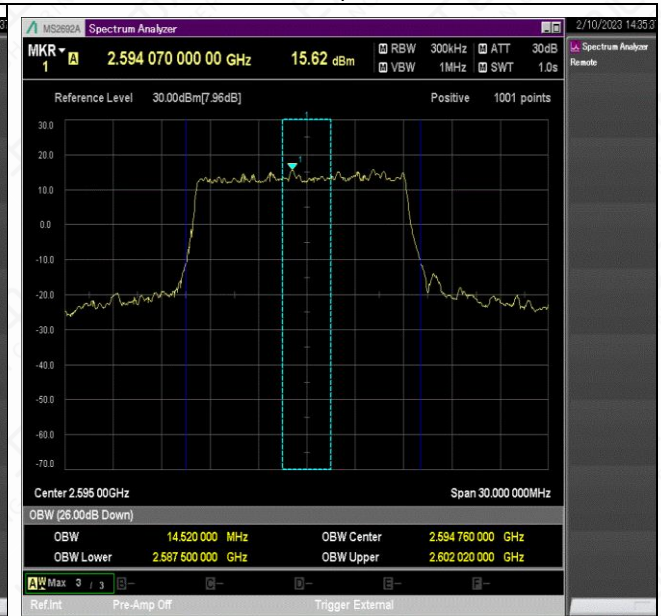 MS2692A Spectrum Analyzer
2/10/2023 14:35:3
MKR 1 A 2.594 070 000 00 GHz 15.62 dBm
M RBW 300kHz M ATT 30dB
M VBW 1MHz M SWT 1.0s
Spectrum Analyzer
Remote
Reference Level 30.00dBm[7.96dB] Positive 1001 points
30.0
20.0
10.0
0.0
-10.0
-20.0
-30.0
-40.0
-50.0
-60.0
-70.0
1
Center 2.595 00GHz Span 30.000 000MHz
OBW (26.00dB Down)
OBW 14.520 000 MHz OBW Center 2.594 760 000 GHz
OBW Lower 2.587 500 000 GHz OBW Upper 2.602 020 000 GHz
A W Max 3 / 3 B- C- D- E- F-
Ref.Int Pre-Amp Off Trigger External